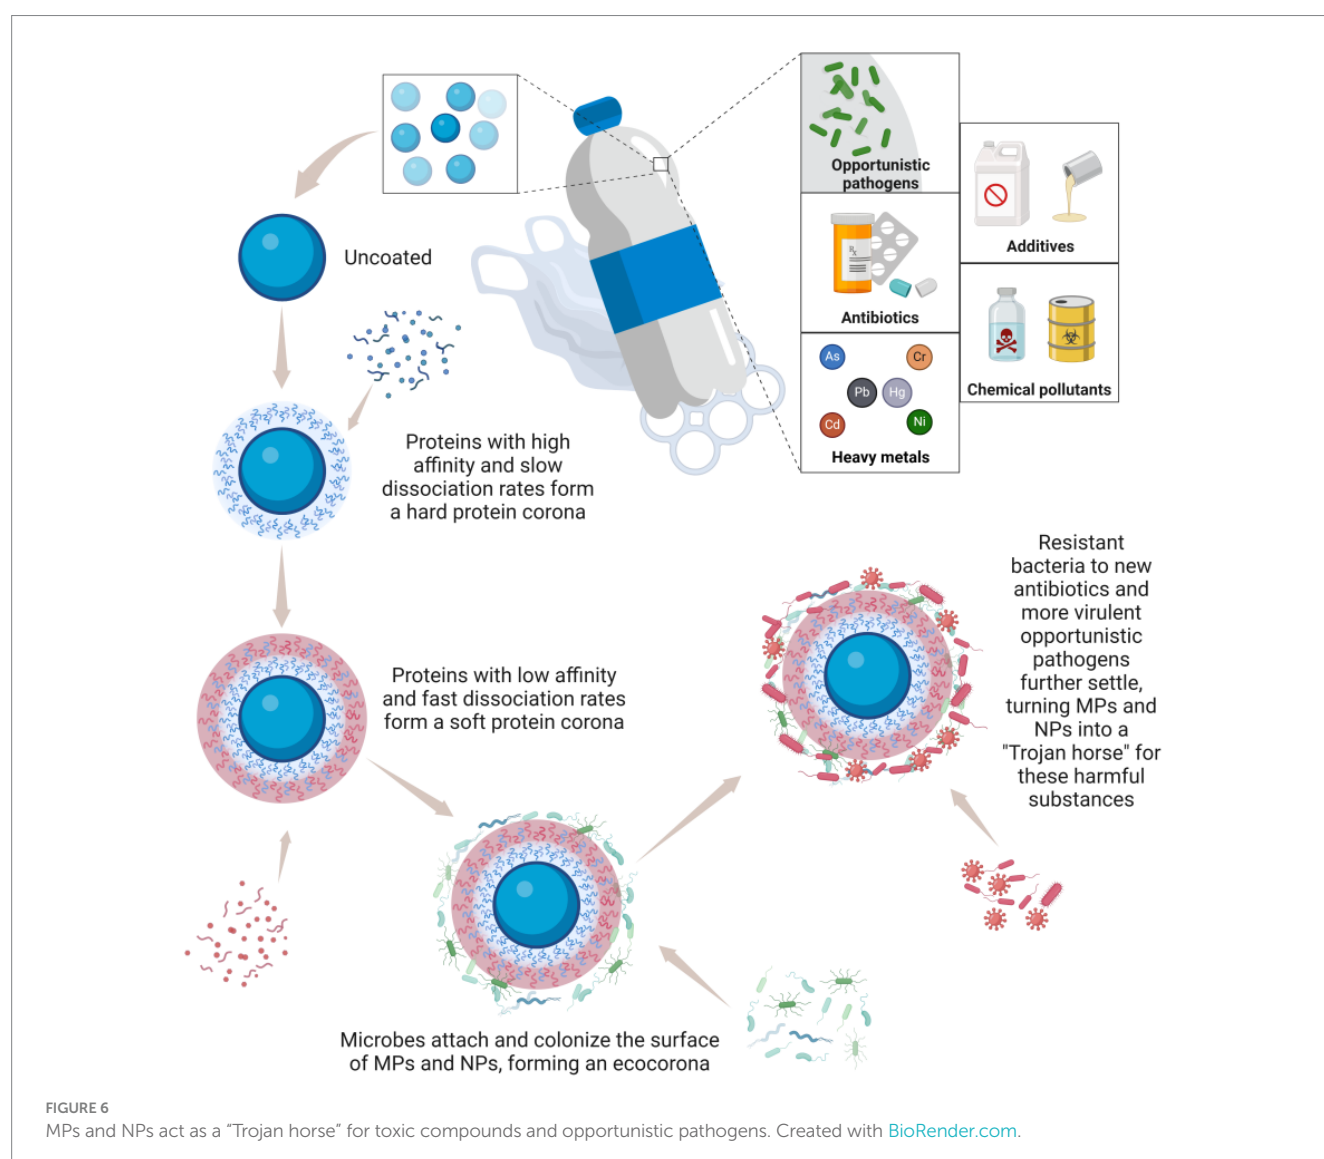 Opportunistic
pathogens
Additives
Rx
Antibiotics
Chemical pollutants
As
Cr
Pb
Hg
Cd
Ni
Heavy metals
Uncoated
Proteins with high
affinity and slow
dissociation rates form
a hard protein corona
Proteins with low affinity
and fast dissociation rates
form a soft protein corona
Microbes attach and colonize the surface
of MPs and NPs, forming an ecocorona
Resistant
bacteria to new
antibiotics and
more virulent
opportunistic
pathogens
further settle,
turning MPs and
NPs into a
"Trojan horse" for
these harmful
substances
FIGURE 6
MPs and NPs act as a “Trojan horse” for toxic compounds and opportunistic pathogens. Created with BioRender.com.